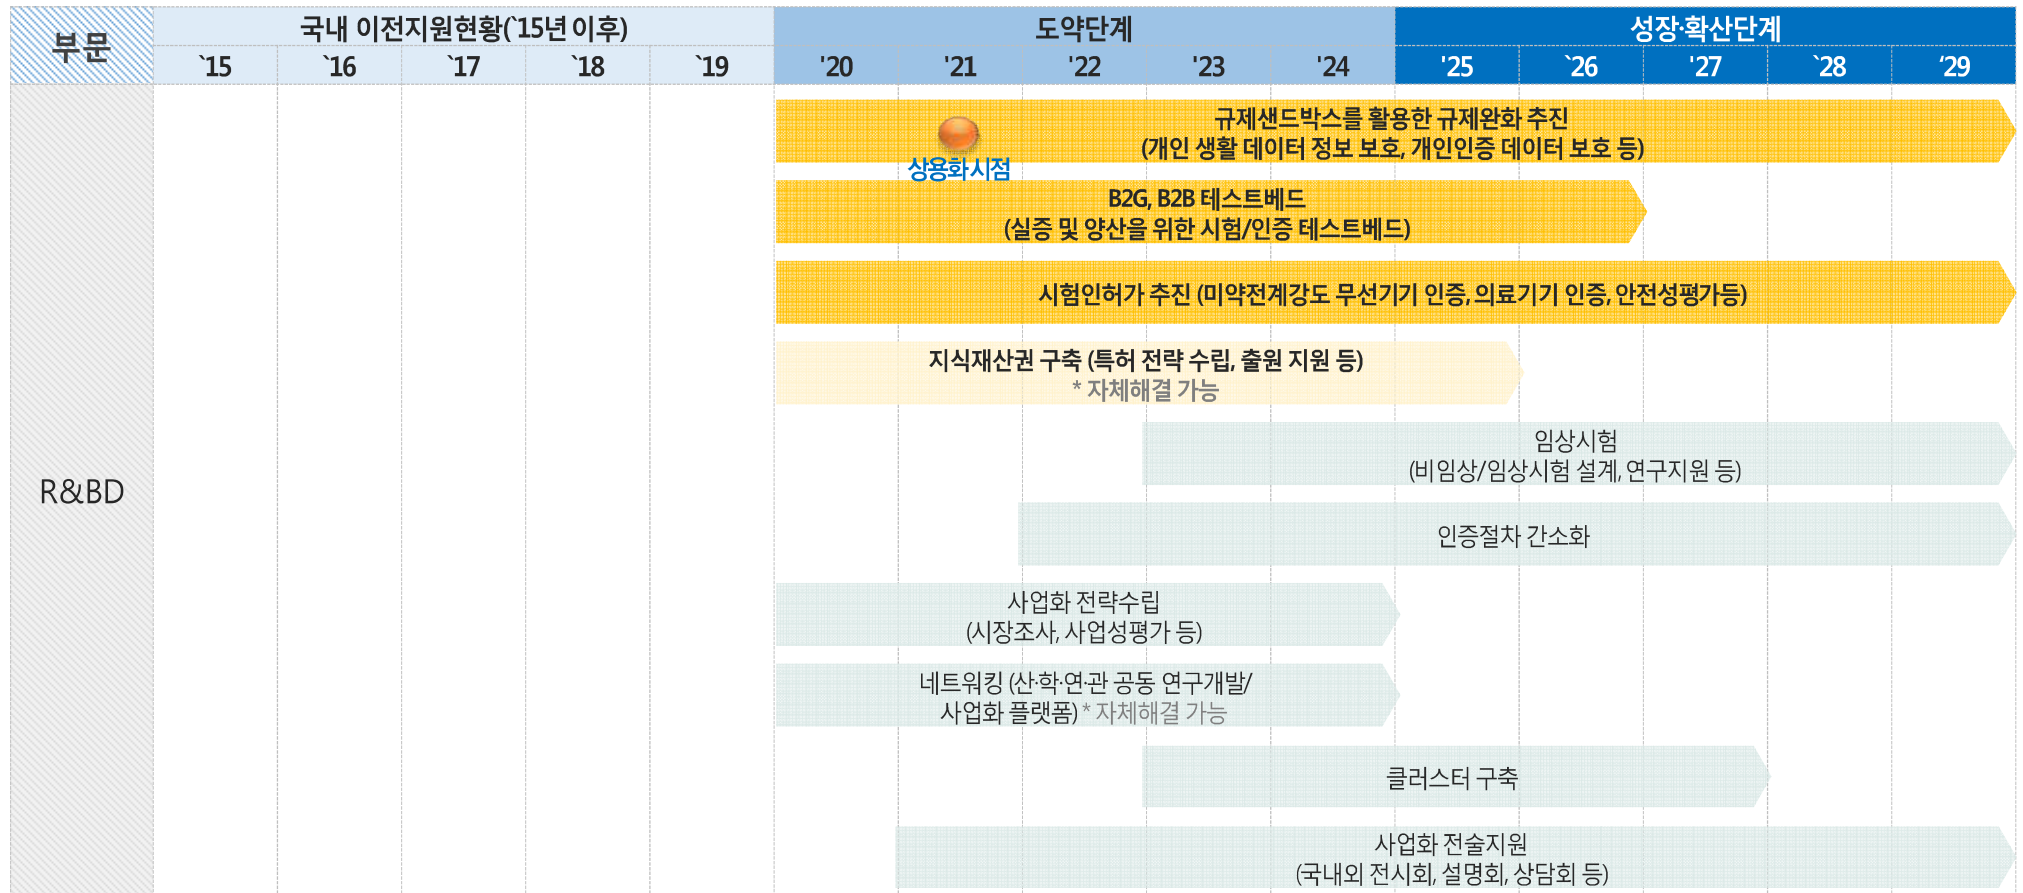 부문
국내 이전지원현황(`15년 이후)
도약단계
성장·확산단계
`15 `16 `17 `18 `19 '20 '21 '22 '23 '24 '25 `26 '27 `28 ‘29
R&BD
규제샌드박스를 활용한 규제완화 추진
(개인 생활 데이터 정보 보호, 개인인증 데이터 보호 등)
상용화시점
B2G, B2B 테스트베드
(실증 및 양산을 위한 시험/인증 테스트베드)
시험인허가 추진 (미약전계강도 무선기기 인증, 의료기기 인증, 안전성평가등)
지식재산권 구축 (특허 전략 수립, 출원 지원 등)
* 자체해결 가능
임상시험
(비임상/임상시험 설계, 연구지원 등)
인증절차 간소화
사업화 전략수립
(시장조사, 사업성평가 등)
네트워킹 (산·학·연·관 공동 연구개발/
사업화 플랫폼) * 자체해결 가능
클러스터 구축
사업화 전술지원
(국내외 전시회, 설명회, 상담회 등)